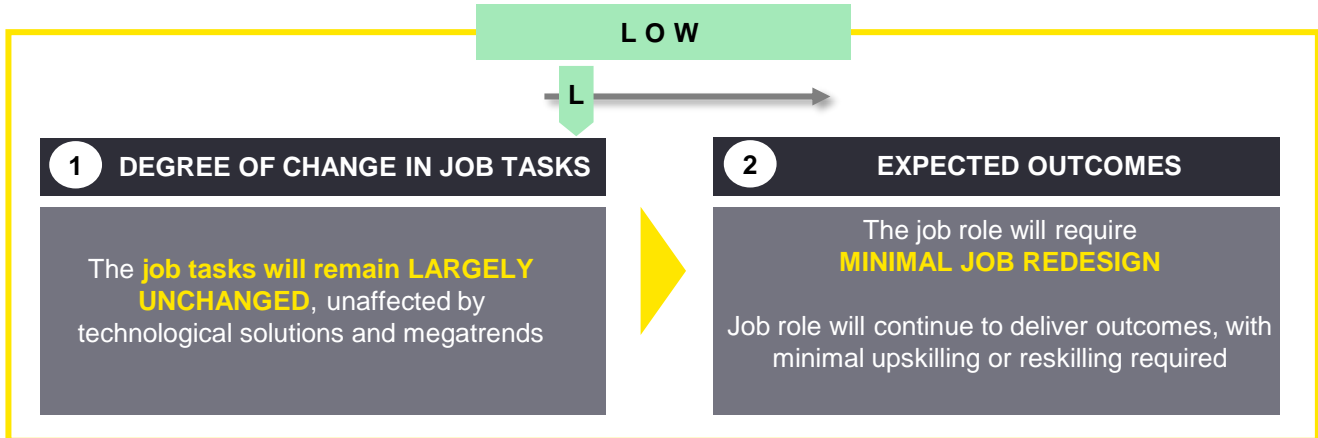 L O W
L
1 DEGREE OF CHANGE IN JOB TASKS
The job tasks will remain LARGELY
UNCHANGED, unaffected by
technological solutions and megatrends
2 EXPECTED OUTCOMES
The job role will require
MINIMAL JOB REDESIGN
Job role will continue to deliver outcomes, with
minimal upskilling or reskilling required